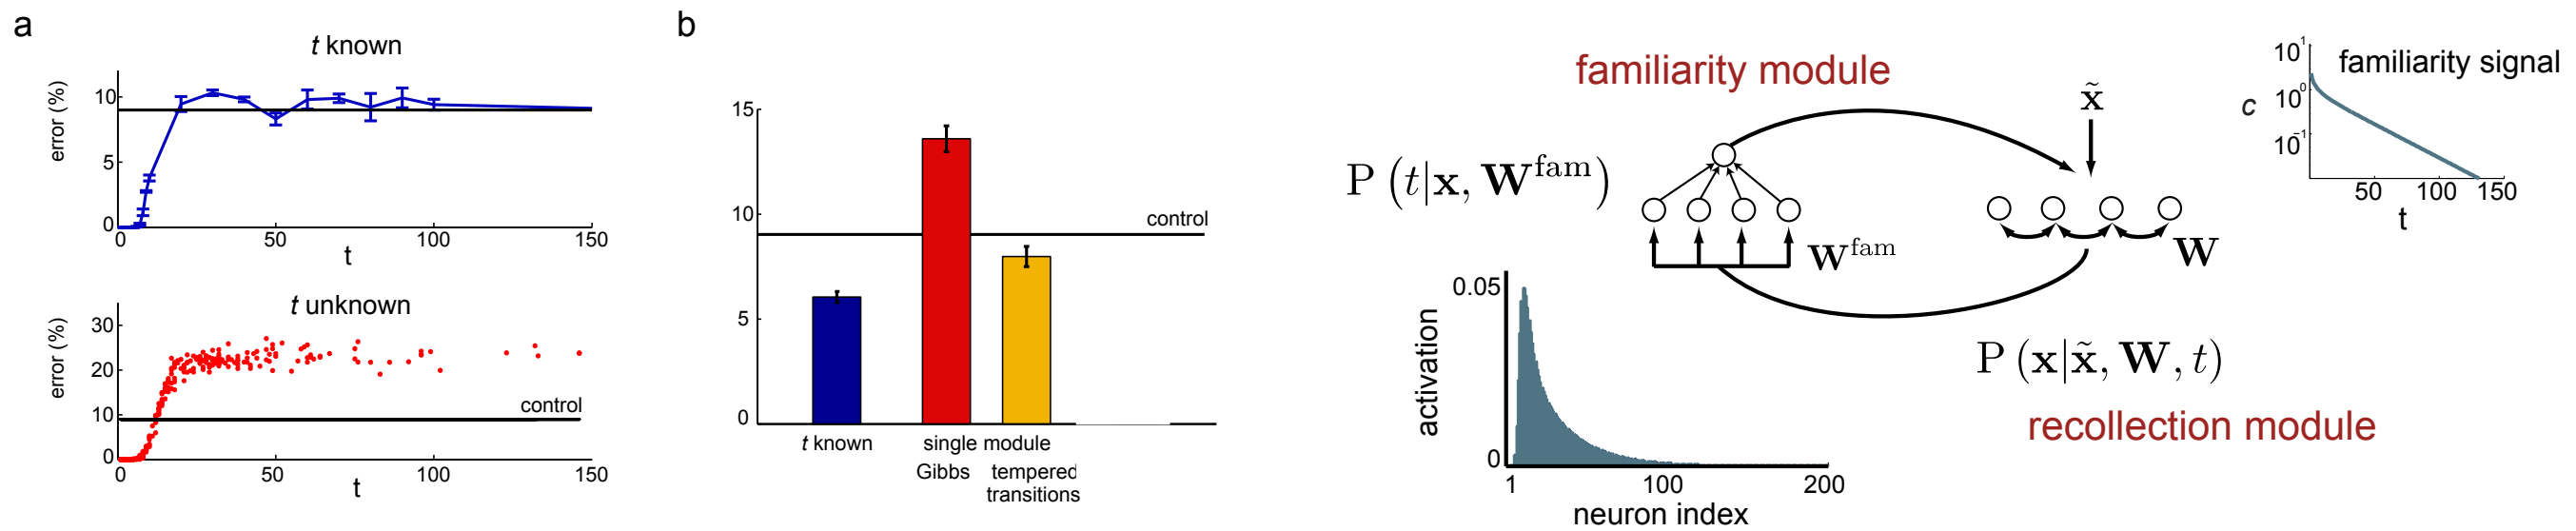 a
t known
error (%)
10
5
0
0
50
100
150
t
t unknown
error (%)
30
20
10
0
control
0
50
100
150
t
b
15
10
5
0
control
t known
single module
Gibbs
tempered
transitions
familiarity module
P (t|x, W^fam)
W^fam
x̃
W
P (x|x̃, W, t)
recollection module
activation
0.05
0
1
100
200
neuron index
familiarity signal
c
10^1
10^0
10^-1
50
100
150
t